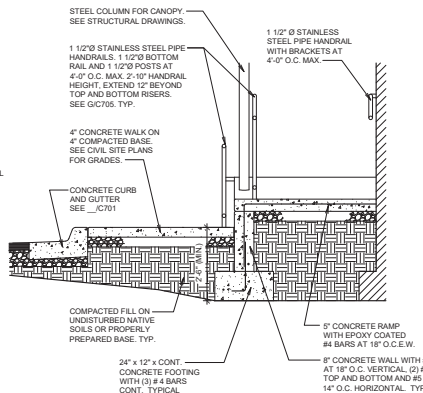 STEEL COLUMN FOR CANOPY.
SEE STRUCTURAL DRAWINGS.
1 1/2"Ø STAINLESS STEEL PIPE
HANDRAILS. 1 1/2"Ø BOTTOM
RAIL AND 1 1/2"Ø POSTS AT
4'-0" O.C. MAX. 2'-10" HANDRAIL
HEIGHT, EXTEND 12" BEYOND
TOP AND BOTTOM RISERS.
SEE G/C705. TYP.
1 1/2" Ø STAINLESS
STEEL PIPE HANDRAIL
WITH BRACKETS AT
4'-0" O.C. MAX.
4" CONCRETE WALK ON
4" COMPACTED BASE.
SEE CIVIL SITE PLANS
FOR GRADES.
L
CONCRETE CURB
AND GUTTER
SEE __/C701
2'-6" (MIN.)
COMPACTED FILL ON
UNDISTURBED NATIVE
SOILS OR PROPERLY
PREPARED BASE. TYP.
24" x 12" x CONT.
CONCRETE FOOTING
WITH (3) # 4 BARS
CONT. TYPICAL
5" CONCRETE RAMP
WITH EPOXY COATED
#4 BARS AT 18" O.C.E.W.
8" CONCRETE WALL WITH
AT 18" O.C. VERTICAL, (2) #
TOP AND BOTTOM AND #5
14" O.C. HORIZONTAL. TYP